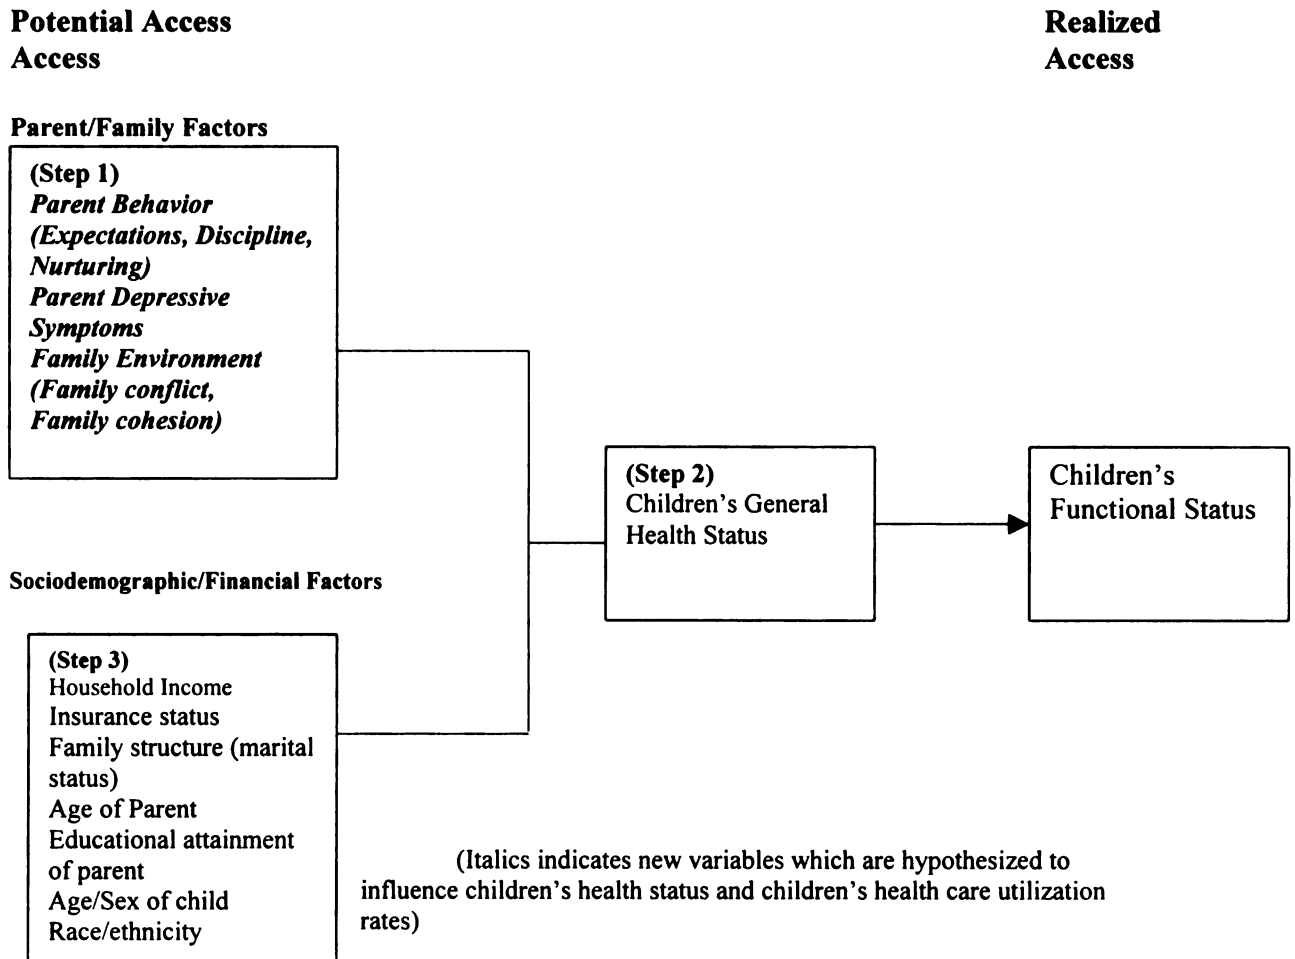 Potential Access
Access
Realized
Access
Parent/Family Factors
(Step 1)
Parent Behavior
(Expectations, Discipline,
Nurturing)
Parent Depressive
Symptoms
Family Environment
(Family conflict,
Family cohesion)
(Step 2)
Children's General
Health Status
Children's
Functional Status
Sociodemographic/Financial Factors
(Step 3)
Household Income
Insurance status
Family structure (marital
status)
Age of Parent
Educational attainment
of parent
Age/Sex of child
Race/ethnicity
(Italics indicates new variables which are hypothesized to
influence children's health status and children's health care utilization
rates)